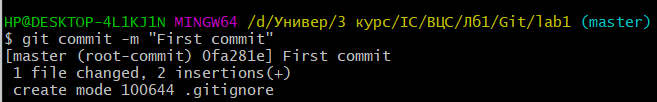 HP@DESKTOP-4L1KJ1N MINGW64 /d/Универ/3 курс/IC/ВЦС/Лб1/Git/lab1 (master)
$ git commit -m "First commit"
[master (root-commit) 0fa281e] First commit
 1 file changed, 2 insertions(+)
 create mode 100644 .gitignore